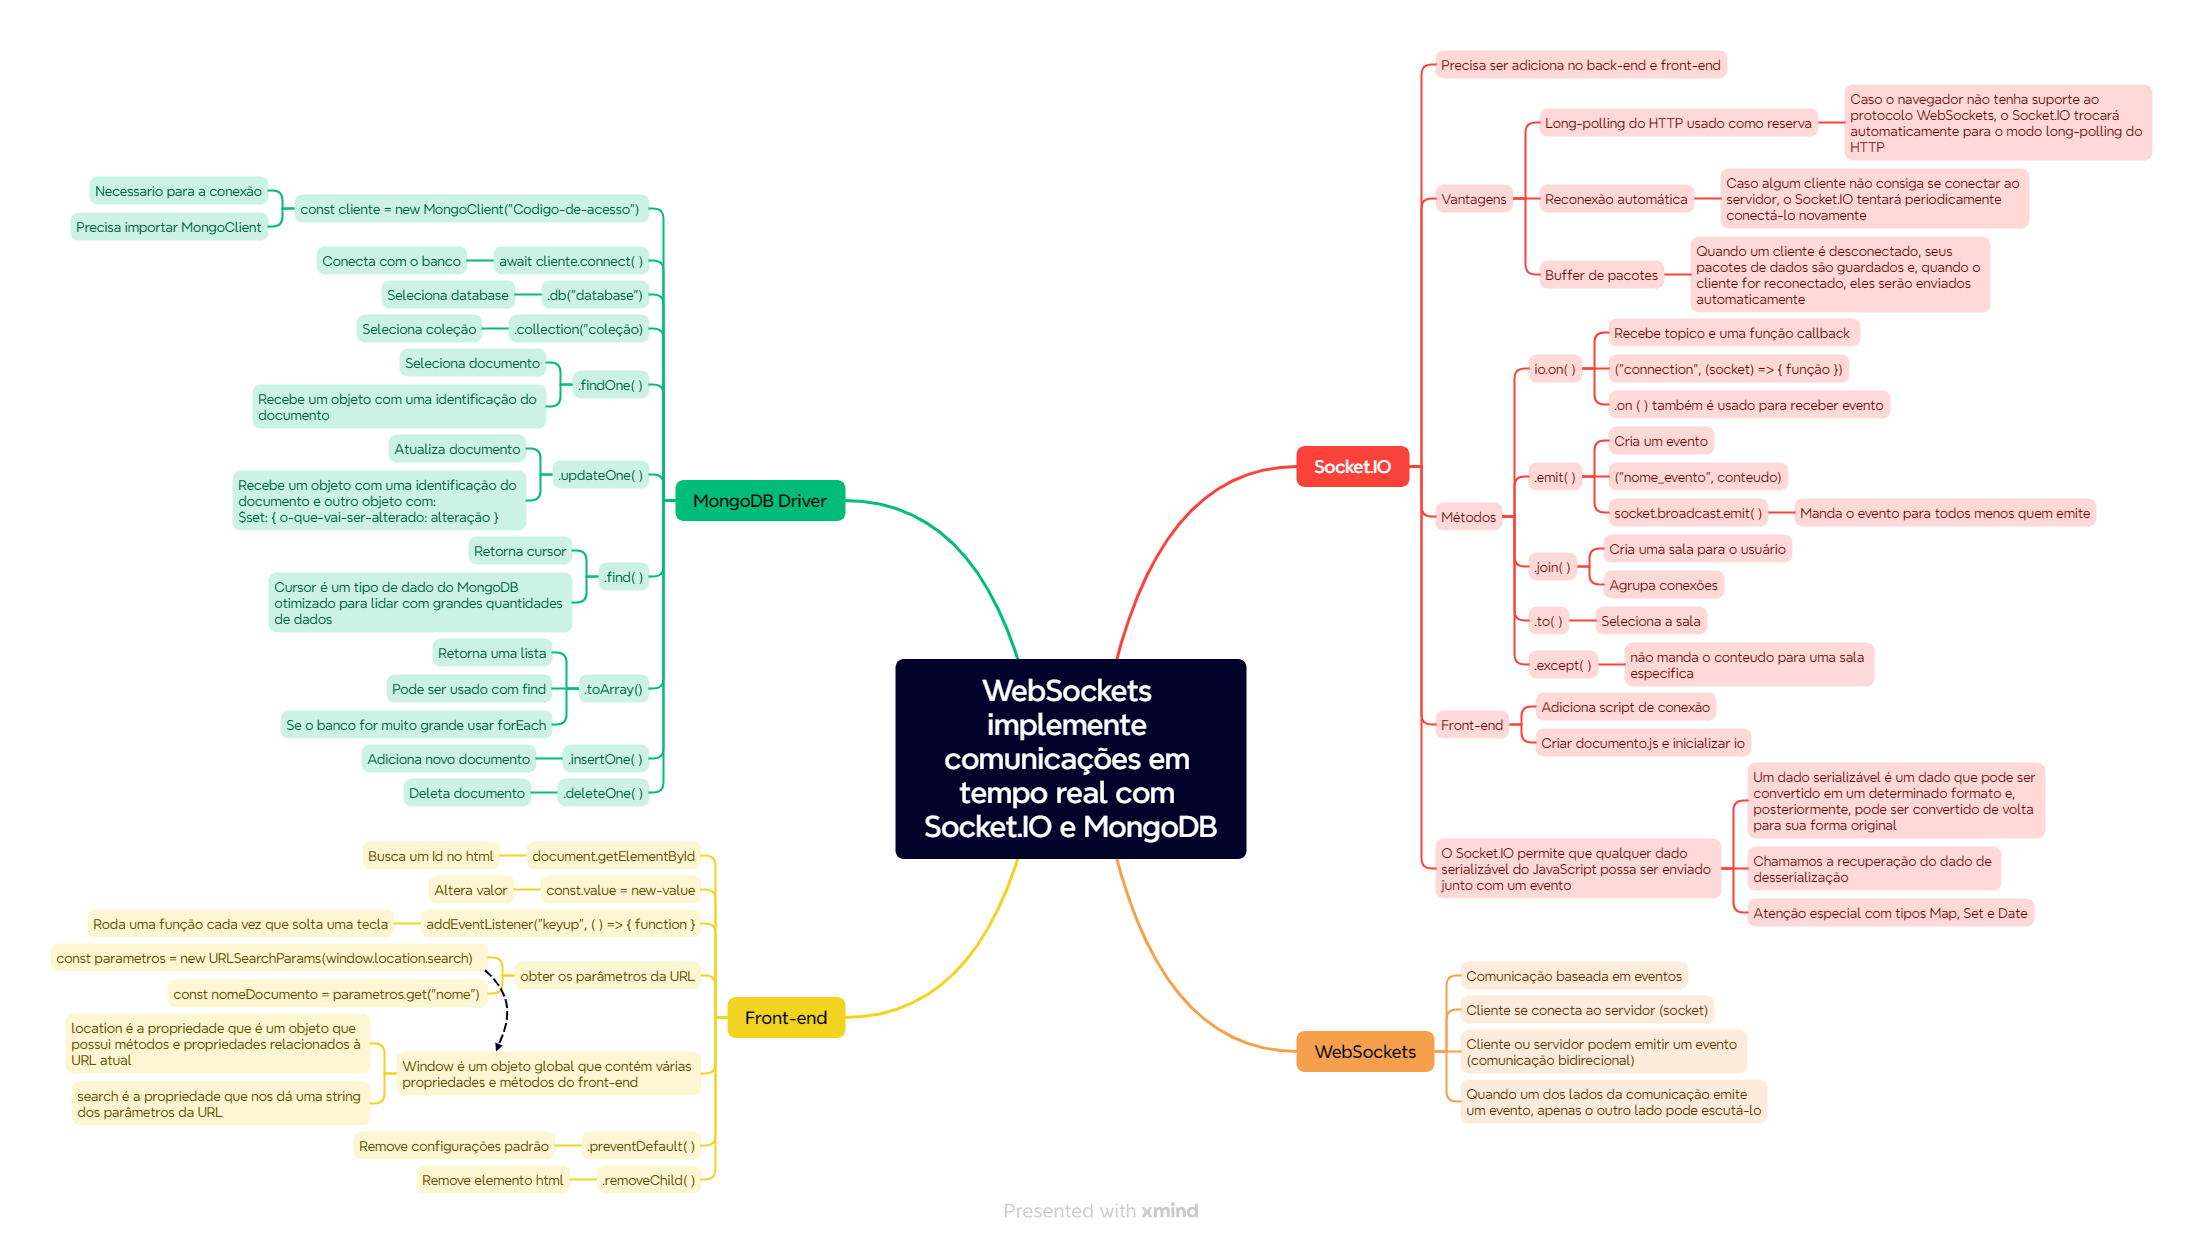 WebSockets
implemente
comunicações em
tempo real com
Socket.IO e MongoDB
Socket.IO
Precisa ser adiciona no back-end e front-end
Vantagens
Long-polling do HTTP usado como reserva
Caso o navegador não tenha suporte ao
protocolo WebSockets, o Socket.IO trocará
automaticamente para o modo long-polling do
HTTP
Reconexão automática
Caso algum cliente não consiga se conectar ao
servidor, o Socket.IO tentará periodicamente
conectá-lo novamente
Buffer de pacotes
Quando um cliente é desconectado, seus
pacotes de dados são guardados e, quando o
cliente for reconectado, eles serão enviados
automaticamente
Métodos
io.on( )
Recebe topico e uma função callback
("connection", (socket) => { função })
.on ( ) também é usado para receber evento
.emit( )
Cria um evento
("nome_evento", conteudo)
socket.broadcast.emit( )
Manda o evento para todos menos quem emite
.join( )
Cria uma sala para o usuário
Agrupa conexões
.to( )
Seleciona a sala
.except( )
não manda o conteudo para uma sala
especifica
Front-end
Adiciona script de conexão
Criar documento.js e inicializar io
O Socket.IO permite que qualquer dado
serializável do JavaScript possa ser enviado
junto com um evento
Um dado serializável é um dado que pode ser
convertido em um determinado formato e,
posteriormente, pode ser convertido de volta
para sua forma original
Chamamos a recuperação do dado de
desserialização
Atenção especial com tipos Map, Set e Date
WebSockets
Comunicação baseada em eventos
Cliente se conecta ao servidor (socket)
Cliente ou servidor podem emitir um evento
(comunicação bidirecional)
Quando um dos lados da comunicação emite
um evento, apenas o outro lado pode escutá-lo
MongoDB Driver
const cliente = new MongoClient("Codigo-de-acesso")
Necessario para a conexão
Precisa importar MongoClient
await cliente.connect( )
Conecta com o banco
.db("database")
Seleciona database
.collection("coleção)
Seleciona coleção
.findOne( )
Seleciona documento
Recebe um objeto com uma identificação do
documento
.updateOne( )
Atualiza documento
Recebe um objeto com uma identificação do
documento e outro objeto com:
$set: { o-que-vai-ser-alterado: alteração }
.find( )
Retorna cursor
Cursor é um tipo de dado do MongoDB
otimizado para lidar com grandes quantidades
de dados
.toArray()
Retorna uma lista
Pode ser usado com find
Se o banco for muito grande usar forEach
.insertOne( )
Adiciona novo documento
.deleteOne( )
Deleta documento
Front-end
document.getElementById
Busca um Id no html
const.value = new-value
Altera valor
addEventListener("keyup", ( ) => { function }
Roda uma função cada vez que solta uma tecla
obter os parâmetros da URL
const parametros = new URLSearchParams(window.location.search)
const nomeDocumento = parametros.get("nome")
Window é um objeto global que contém várias
propriedades e métodos do front-end
location é a propriedade que é um objeto que
possui métodos e propriedades relacionados à
URL atual
search é a propriedade que nos dá uma string
dos parâmetros da URL
.preventDefault( )
Remove configurações padrão
.removeChild( )
Remove elemento html
Presented with xmind